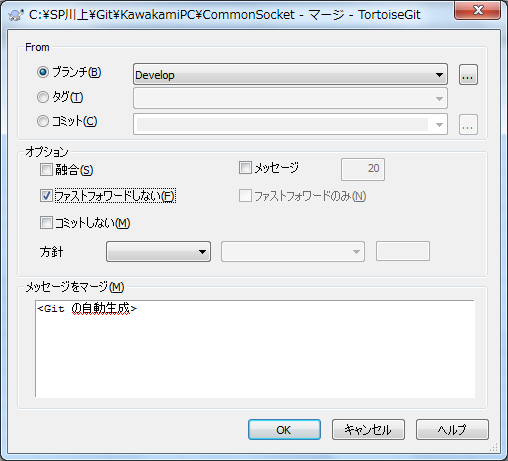 C:¥SP川上¥Git¥KawakamiPC¥CommonSocket - マージ - TortoiseGit
From
ブランチ(B)
Develop
...
タグ(T)
コミット(C)
...
オプション
融合(S)
メッセージ
20
ファストフォワードしない(F)
ファストフォワードのみ(N)
コミットしない(M)
方針
メッセージをマージ(M)
<Git の自動生成>
OK
キャンセル
ヘルプ